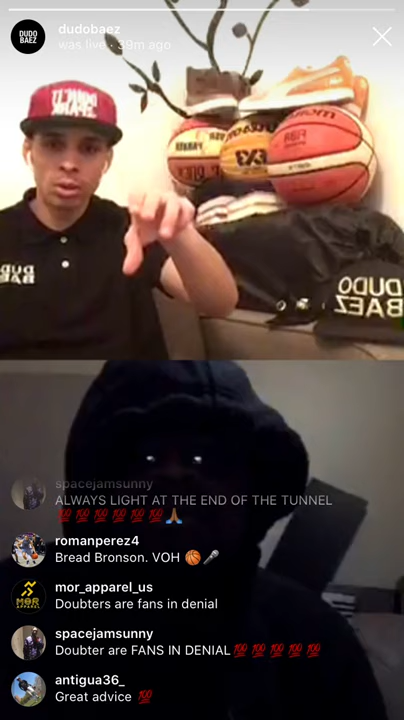 dudobaez
was live · 39m ago
DUDO
BAEZ
DUDO
BAEZ
DUDO
BAEZ
spacejamsunny
ALWAYS LIGHT AT THE END OF THE TUNNEL
💯💯💯💯💯💯🙏🏾
romanperez4
Bread Bronson. VOH 🏀🎤
mor_apparel_us
Doubters are fans in denial
spacejamsunny
Doubter are FANS IN DENIAL💯💯💯💯💯
antigua36_
Great advice 💯